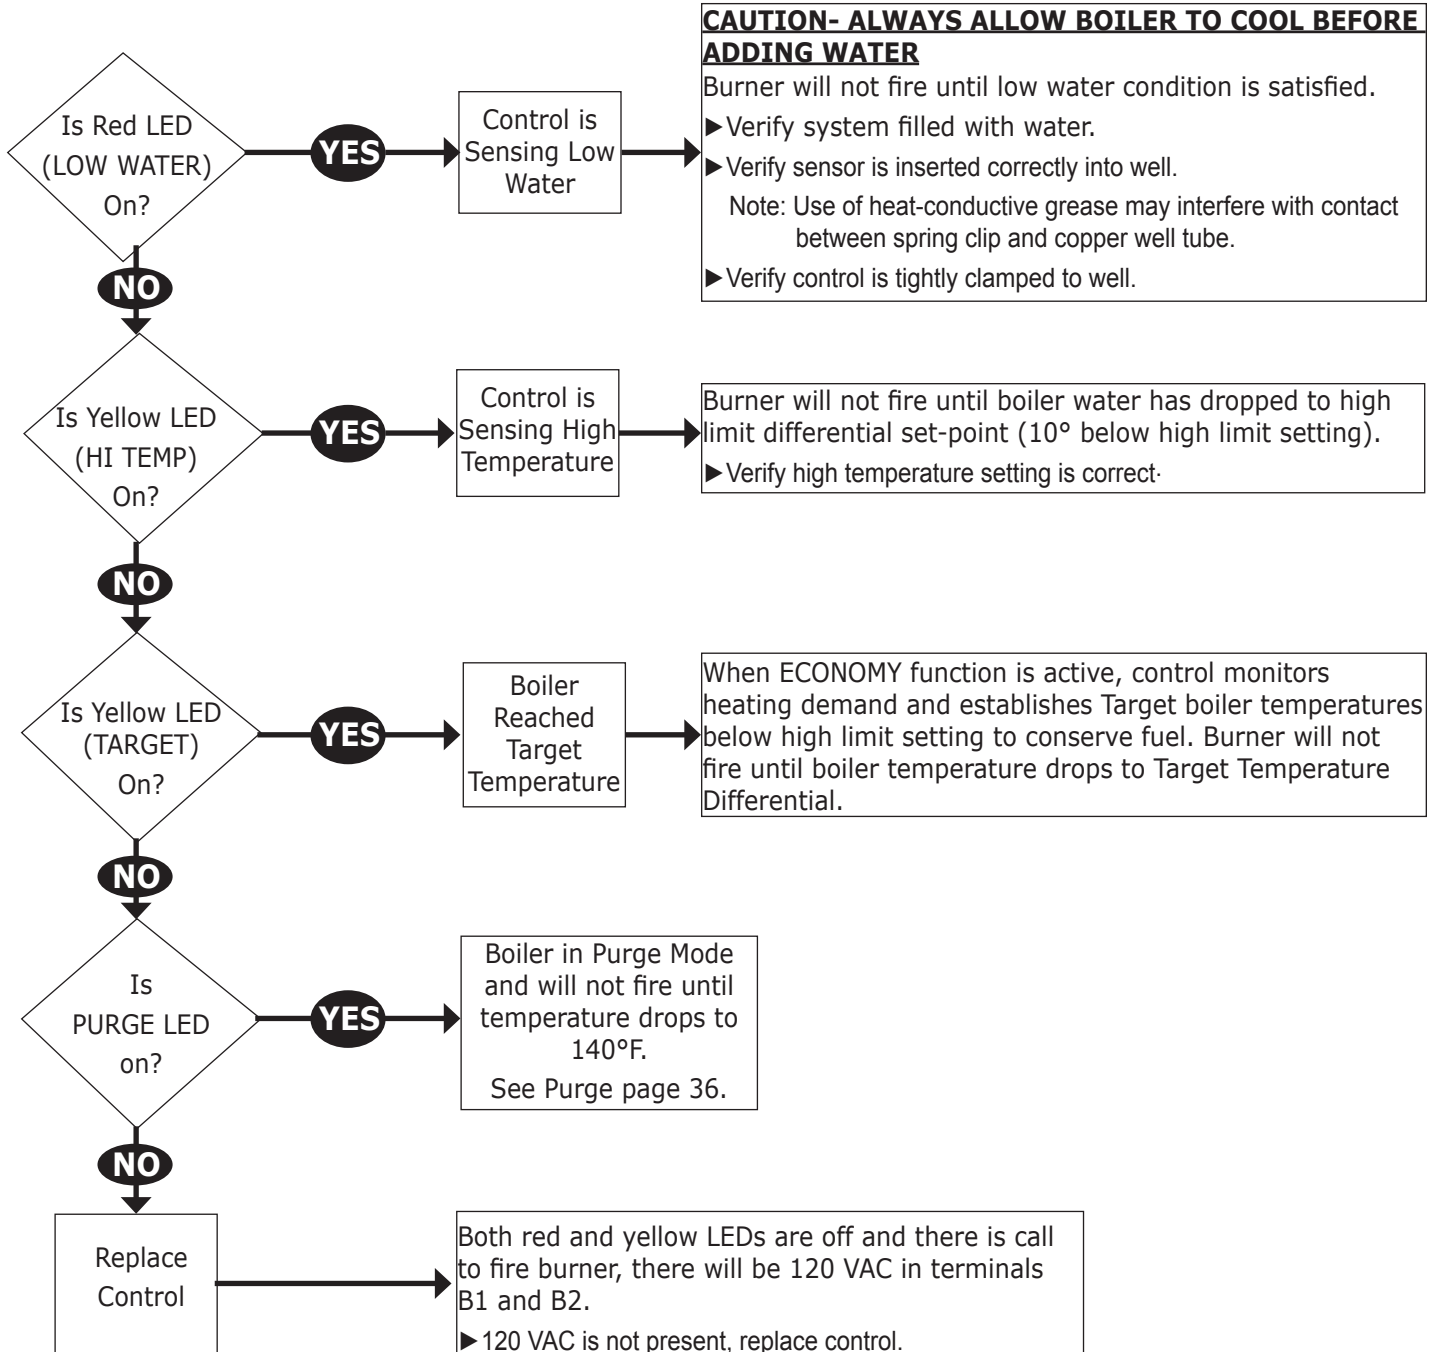 CAUTION- ALWAYS ALLOW BOILER TO COOL BEFORE
ADDING WATER
Is Red LED
(LOW WATER)
On?
YES
Control is
Sensing Low
Water
Burner will not fire until low water condition is satisfied.
►Verify system filled with water.
►Verify sensor is inserted correctly into well.
Note: Use of heat-conductive grease may interfere with contact
between spring clip and copper well tube.
►Verify control is tightly clamped to well.
NO
Is Yellow LED
(HI TEMP)
On?
YES
Control is
Sensing High
Temperature
Burner will not fire until boiler water has dropped to high
limit differential set-point (10° below high limit setting).
►Verify high temperature setting is correct.
NO
Is Yellow LED
(TARGET)
On?
YES
Boiler
Reached
Target
Temperature
When ECONOMY function is active, control monitors
heating demand and establishes Target boiler temperatures
below high limit setting to conserve fuel. Burner will not
fire until boiler temperature drops to Target Temperature
Differential.
NO
Is
PURGE LED
on?
YES
Boiler in Purge Mode
and will not fire until
temperature drops to
140°F.
See Purge page 36.
NO
Replace
Control
Both red and yellow LEDs are off and there is call
to fire burner, there will be 120 VAC in terminals
B1 and B2.
►120 VAC is not present, replace control.